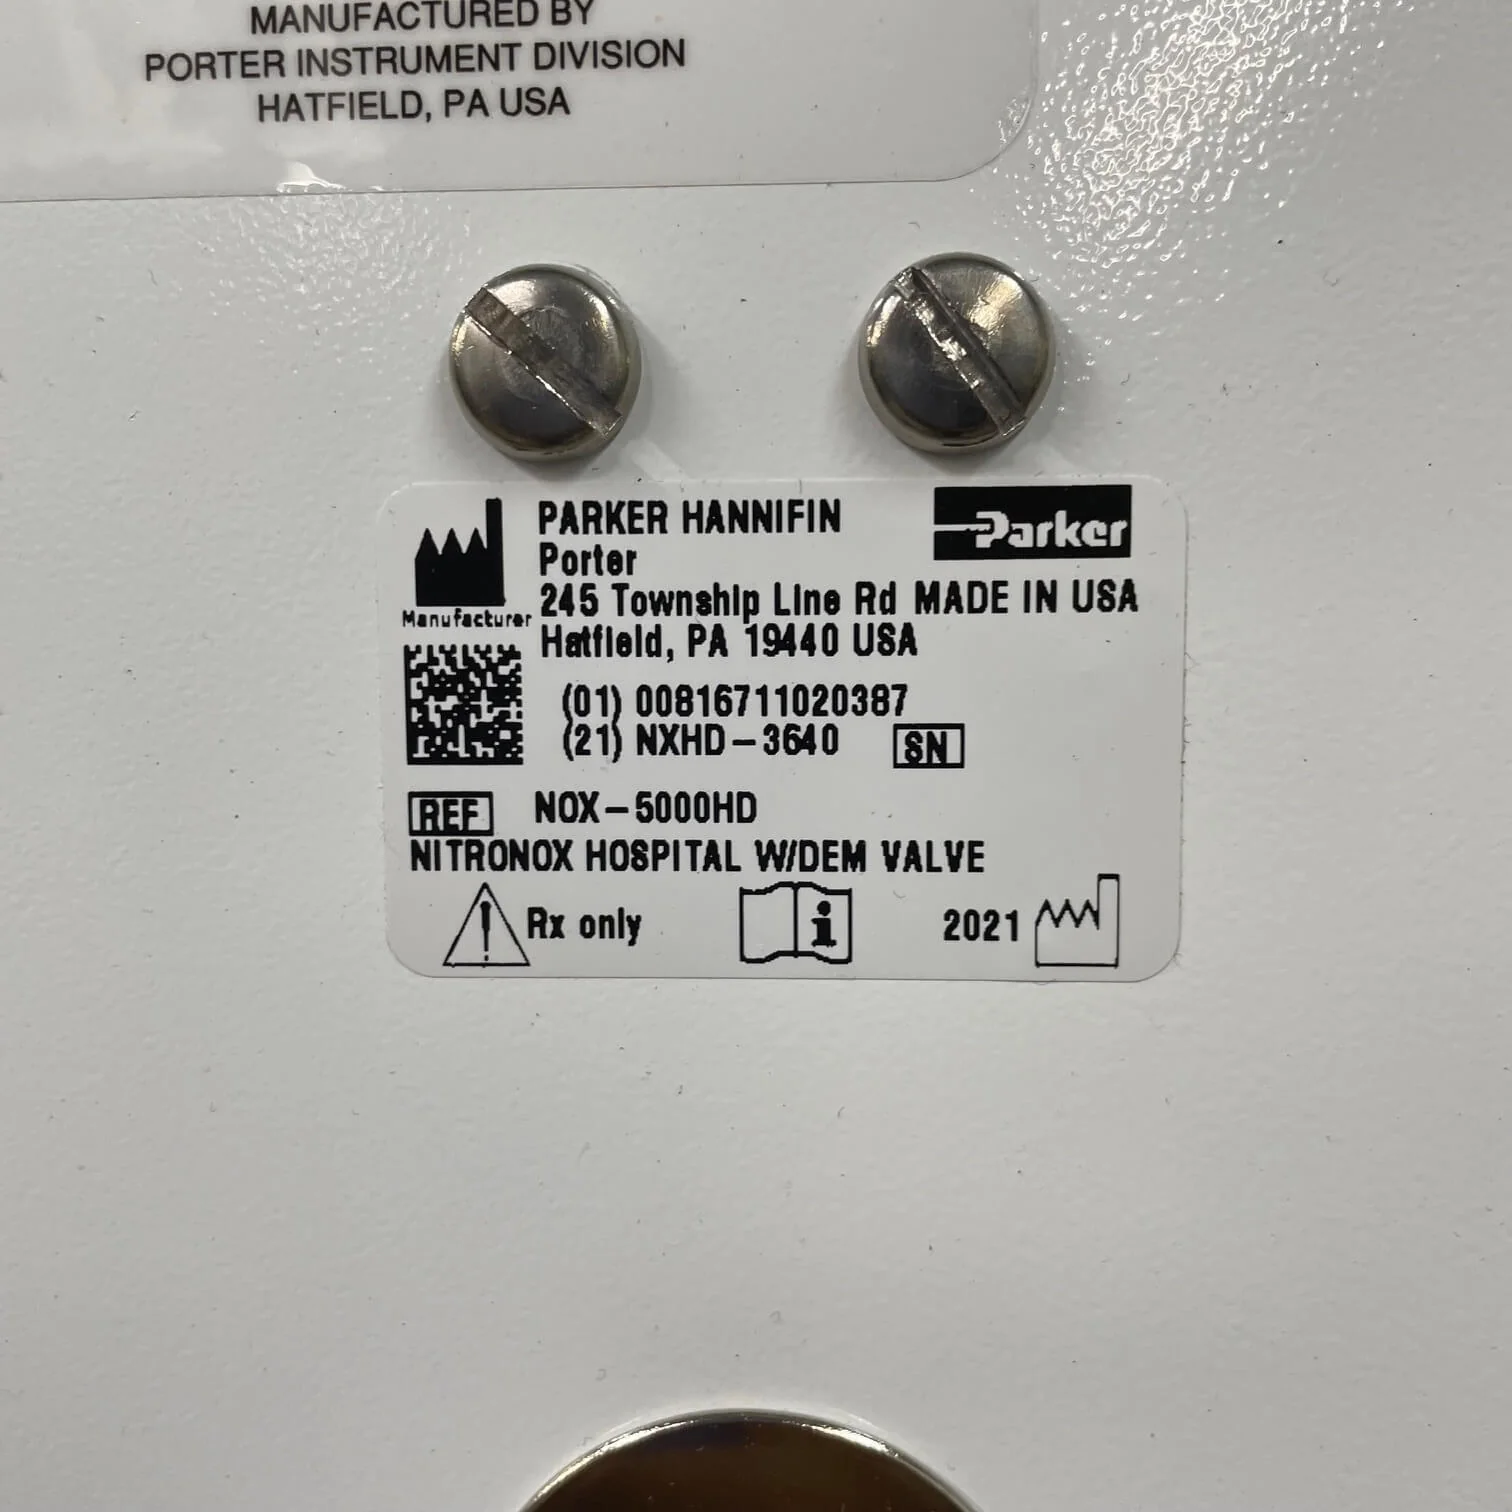 MANUFACTURED BY
PORTER INSTRUMENT DIVISION
HATFIELD, PA USA
PARKER HANNIFIN
Parker
Porter
245 Township Line Rd MADE IN USA
Manufacturer
Hatfield, PA 19440 USA
(01) 00816711020387
(21) NXHD-3640 SN
REF NOX-5000HD
NITRONOX HOSPITAL W/DEM VALVE
Rx only
2021